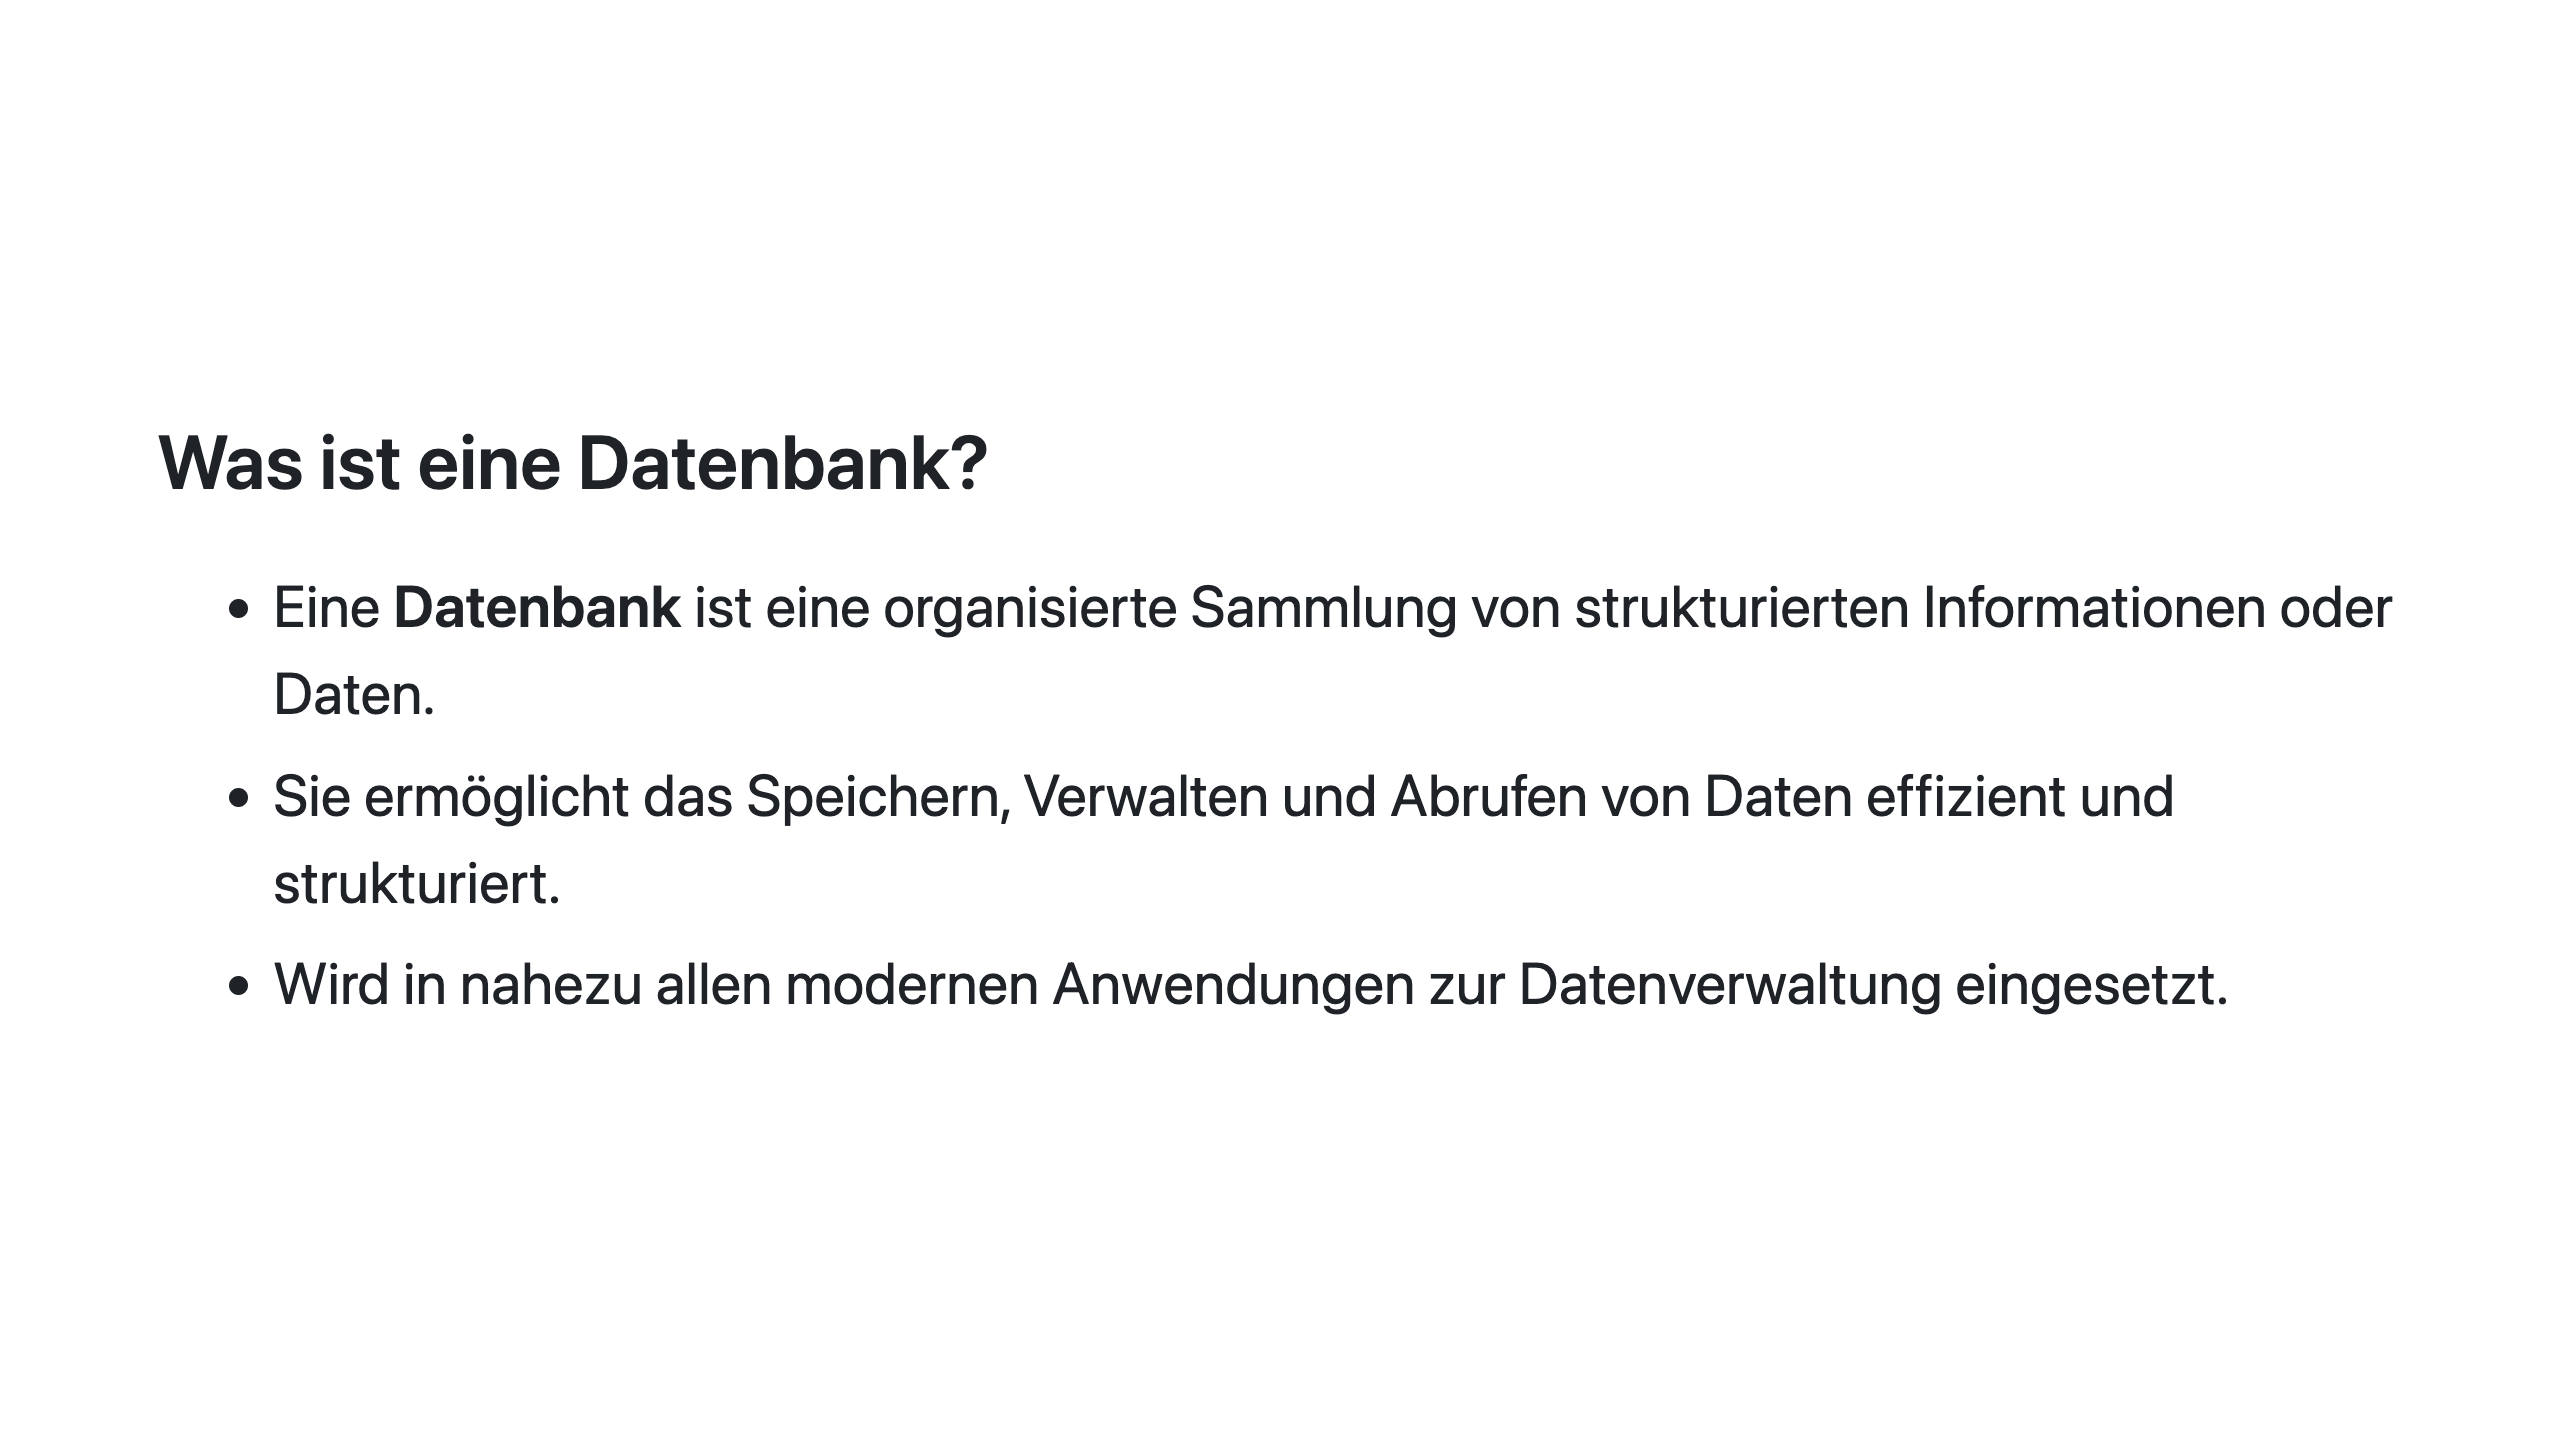 Was ist eine Datenbank?
Eine Datenbank ist eine organisierte Sammlung von strukturierten Informationen oder
Daten.
Sie ermöglicht das Speichern, Verwalten und Abrufen von Daten effizient und
strukturiert.
Wird in nahezu allen modernen Anwendungen zur Datenverwaltung eingesetzt.